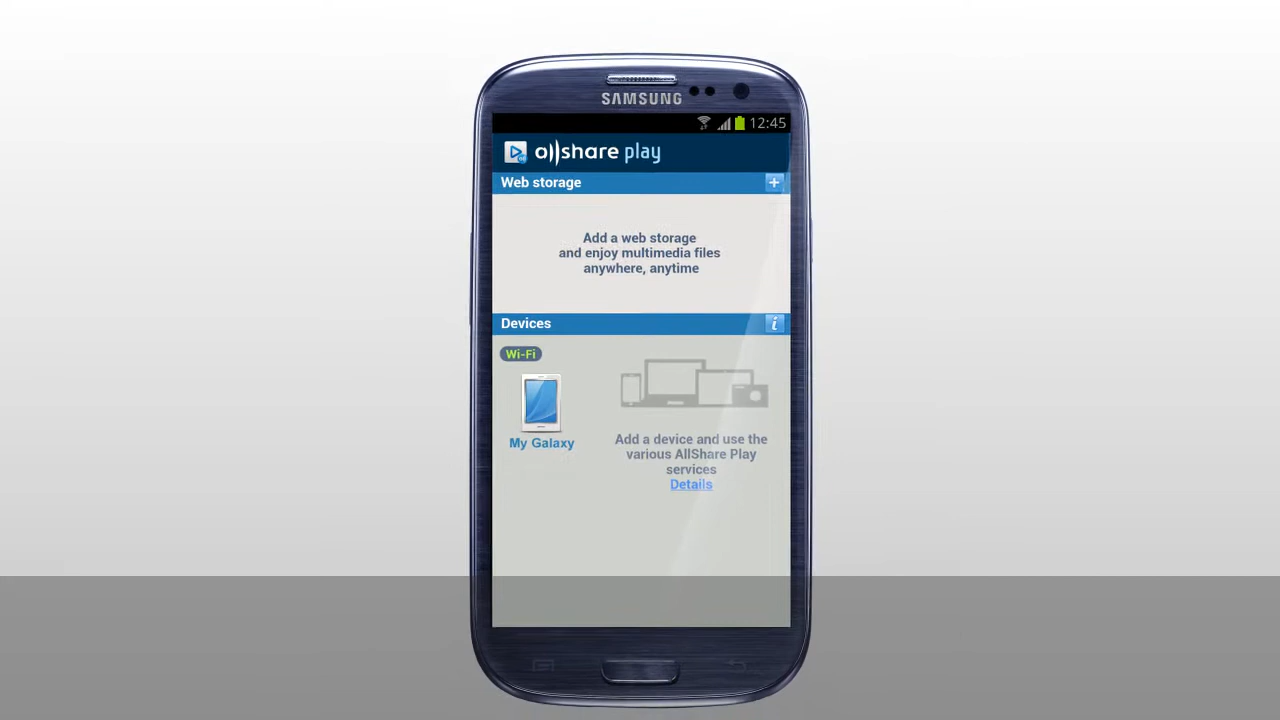 SAMSUNG
12:45
allshare play
Web storage
Add a web storage
and enjoy multimedia files
anywhere, anytime
Devices
Wi-Fi
My Galaxy
Add a device and use the
various AllShare Play
services
Details